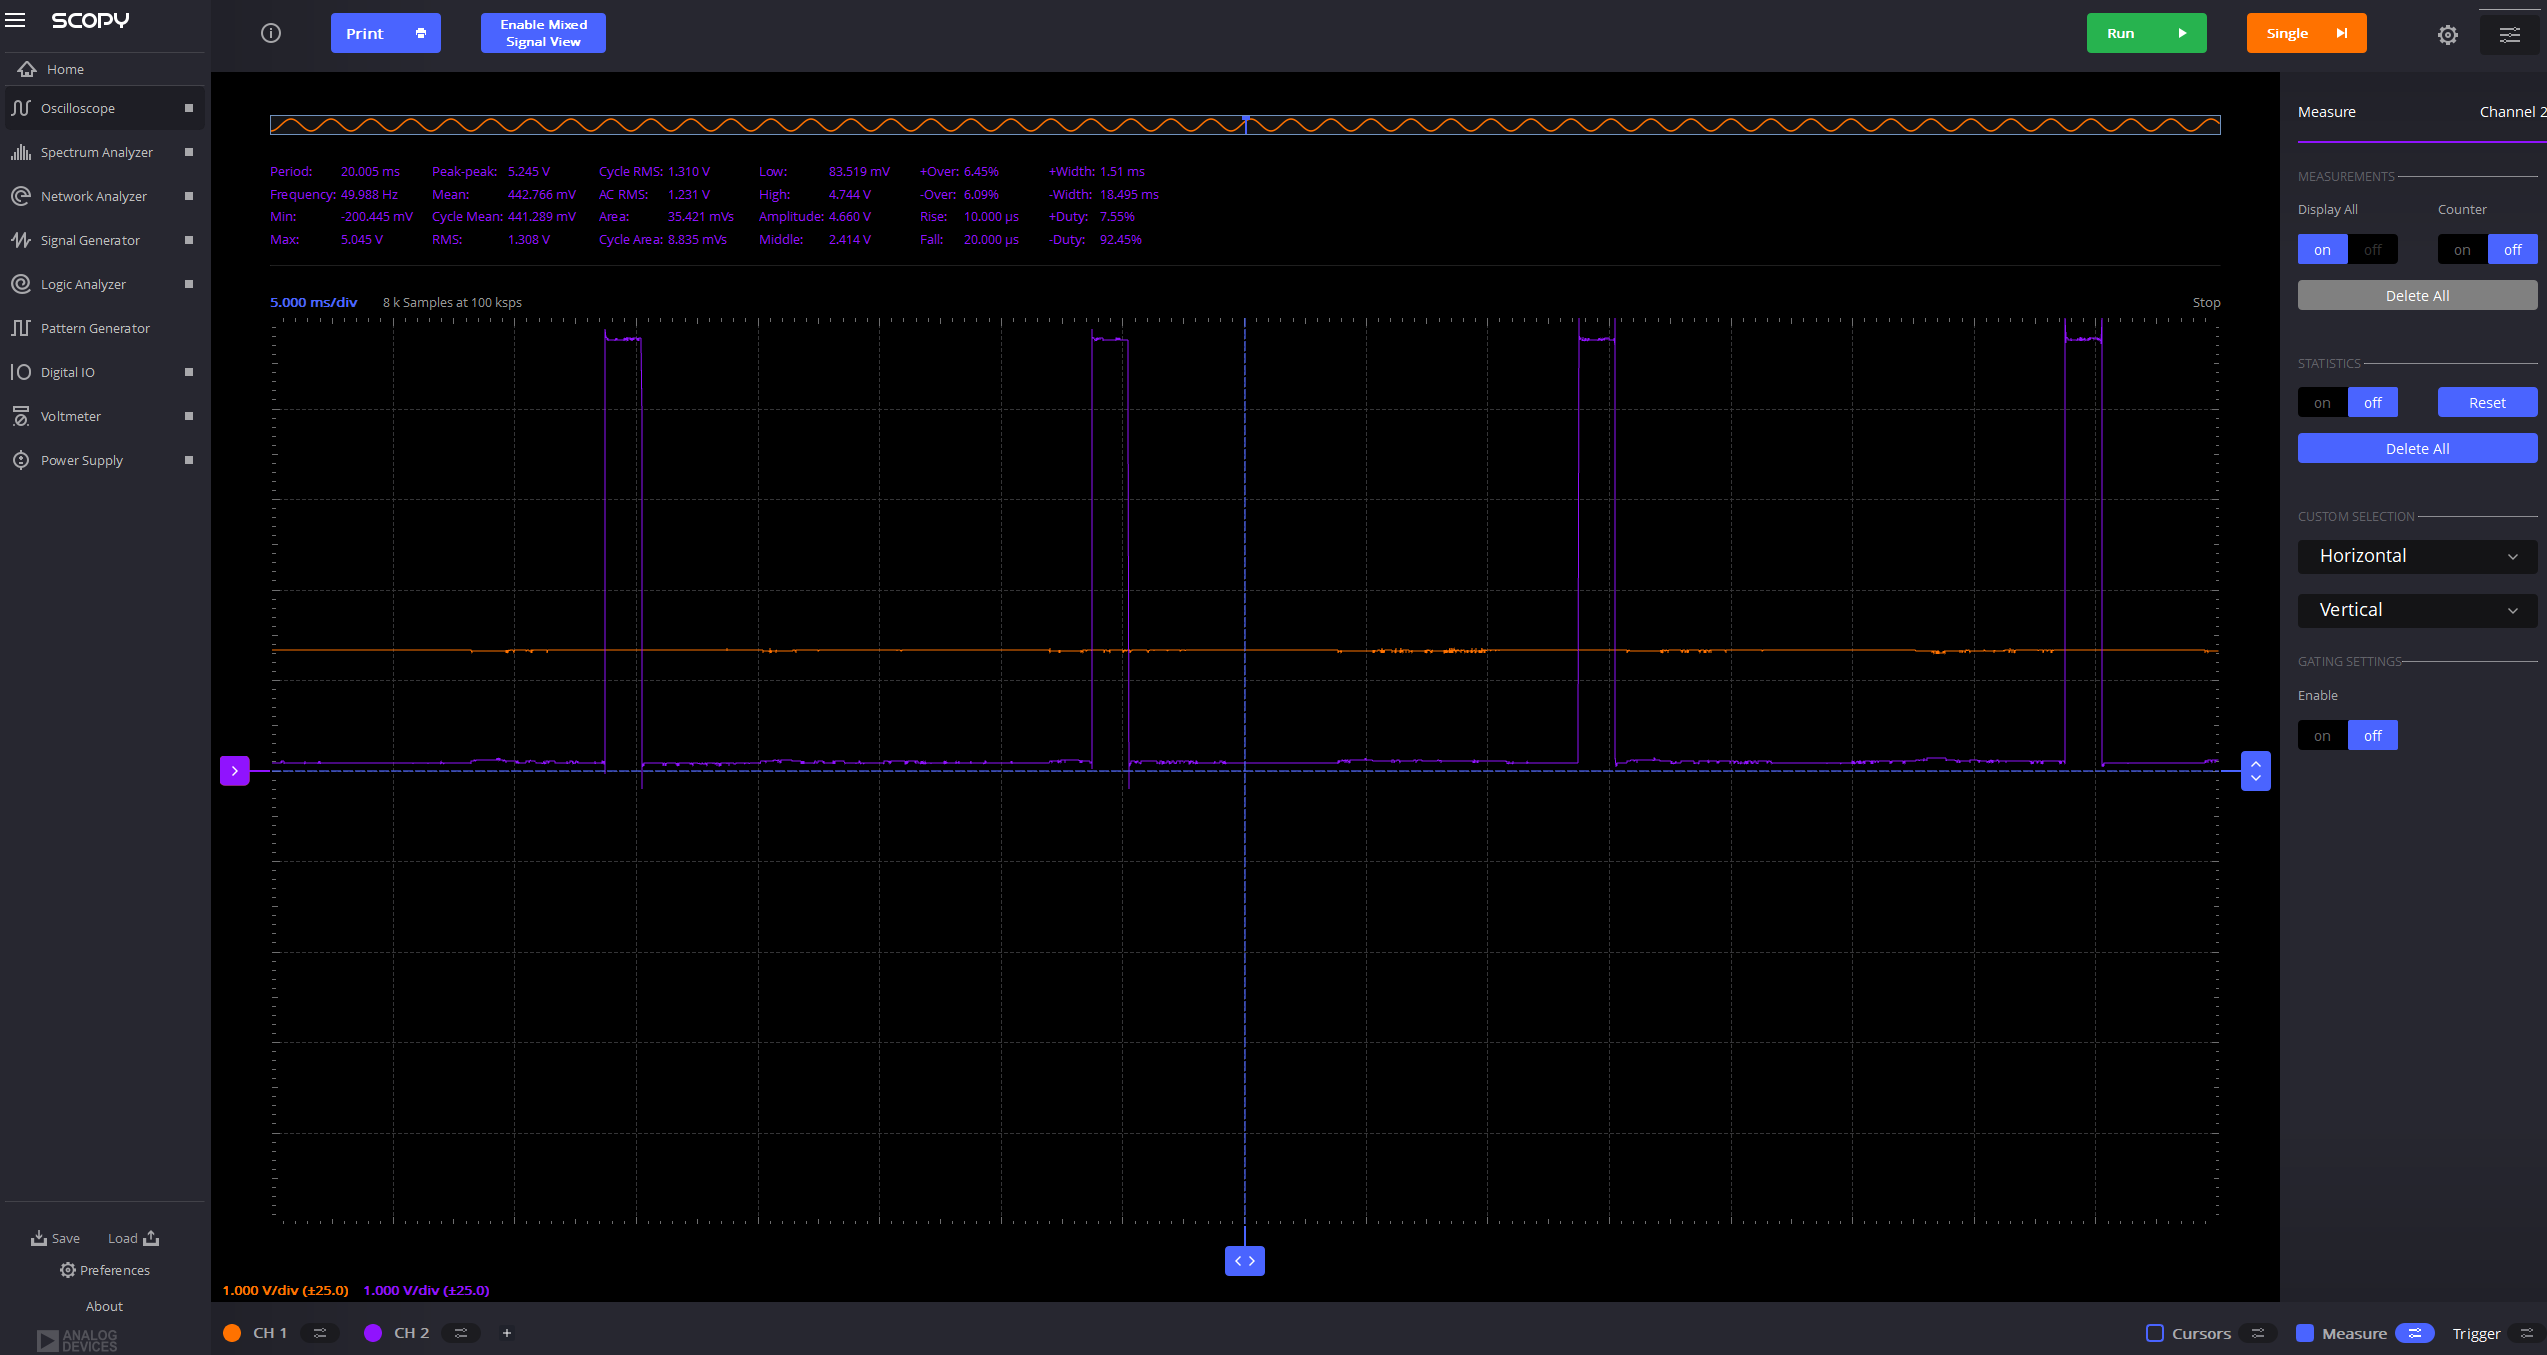 SCOPY
Home
Oscilloscope
Spectrum Analyzer
Network Analyzer
Signal Generator
Logic Analyzer
Pattern Generator
Digital IO
Voltmeter
Power Supply
Save Load
Preferences
About
ANALOG
DEVICES
Print
Enable Mixed
Signal View
Run
Single
Period: 20.005 ms Peak-peak: 5.245 V Cycle RMS: 1.310 V Low: 83.519 mV +Over: 6.45% +Width: 1.51 ms
Frequency: 49.988 Hz Mean: 442.766 mV AC RMS: 1.231 V High: 4.744 V -Over: 6.09% -Width: 18.495 ms
Min: -200.445 mV Cycle Mean: 441.289 mV Area: 35.421 mVs Amplitude: 4.660 V Rise: 10.000 µs +Duty: 7.55%
Max: 5.045 V RMS: 1.308 V Cycle Area: 8.835 mVs Middle: 2.414 V Fall: 20.000 µs -Duty: 92.45%
5.000 ms/div 8 k Samples at 100 ksps Stop
1.000 V/div (±25.0) 1.000 V/div (±25.0)
CH 1 CH 2 +
Cursors Measure Trigger
Measure Channel 2
MEASUREMENTS
Display All Counter
on off on off
Delete All
STATISTICS
on off Reset
Delete All
CUSTOM SELECTION
Horizontal
Vertical
GATING SETTINGS
Enable
on off